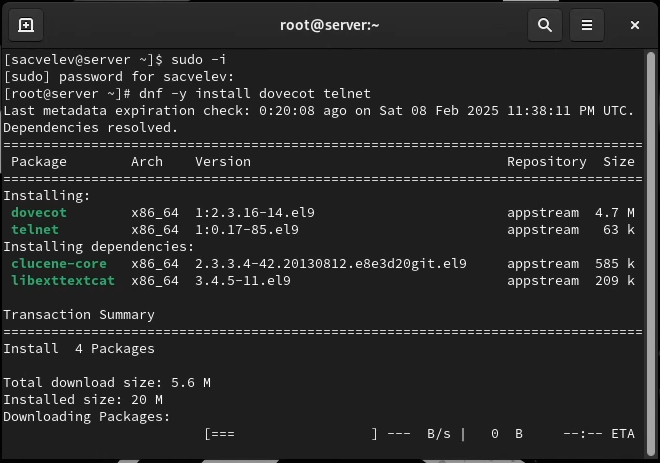 root@server:~
[sacvelev@server ~]$ sudo -i
[sudo] password for sacvelev:
[root@server ~]# dnf -y install dovecot telnet
Last metadata expiration check: 0:20:08 ago on Sat 08 Feb 2025 11:38:11 PM UTC.
Dependencies resolved.
================================================================================
Package Arch Version Repository Size
================================================================================
Installing:
dovecot x86_64 1:2.3.16-14.el9 appstream 4.7 M
telnet x86_64 1:0.17-85.el9 appstream 63 k
Installing dependencies:
clucene-core x86_64 2.3.3.4-42.20130812.e8e3d20git.el9 appstream 585 k
libexttextcat x86_64 3.4.5-11.el9 appstream 209 k
Transaction Summary
================================================================================
Install 4 Packages
Total download size: 5.6 M
Installed size: 20 M
Downloading Packages:
[=== ] --- B/s | 0 B --:-- ETA